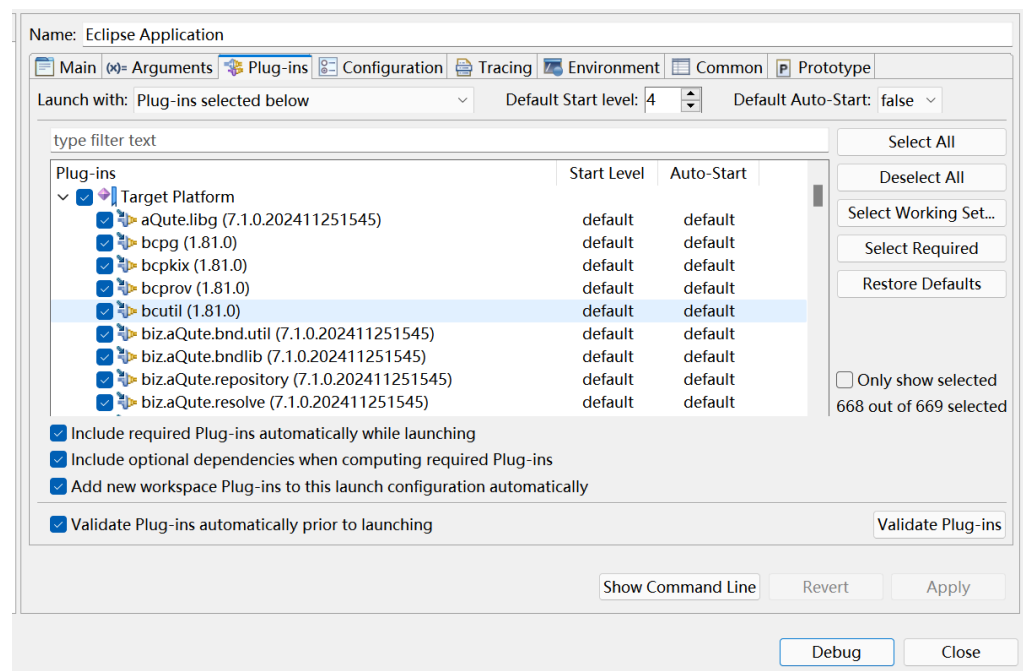 Name: Eclipse Application
Main (x)= Arguments Plug-ins Configuration Tracing Environment Common P Prototype
Launch with: Plug-ins selected below Default Start level: 4 Default Auto-Start: false
type filter text Select All
Plug-ins Start Level Auto-Start Deselect All
Target Platform
aQute.libg (7.1.0.202411251545) default default Select Working Set...
bcpg (1.81.0) default default Select Required
bcpkix (1.81.0) default default
bcprov (1.81.0) default default Restore Defaults
bcutil (1.81.0) default default
biz.aQute.bnd.util (7.1.0.202411251545) default default
biz.aQute.bndlib (7.1.0.202411251545) default default
biz.aQute.repository (7.1.0.202411251545) default default Only show selected
biz.aQute.resolve (7.1.0.202411251545) default default 668 out of 669 selected
Include required Plug-ins automatically while launching
Include optional dependencies when computing required Plug-ins
Add new workspace Plug-ins to this launch configuration automatically
Validate Plug-ins automatically prior to launching Validate Plug-ins
Show Command Line Revert Apply
Debug Close